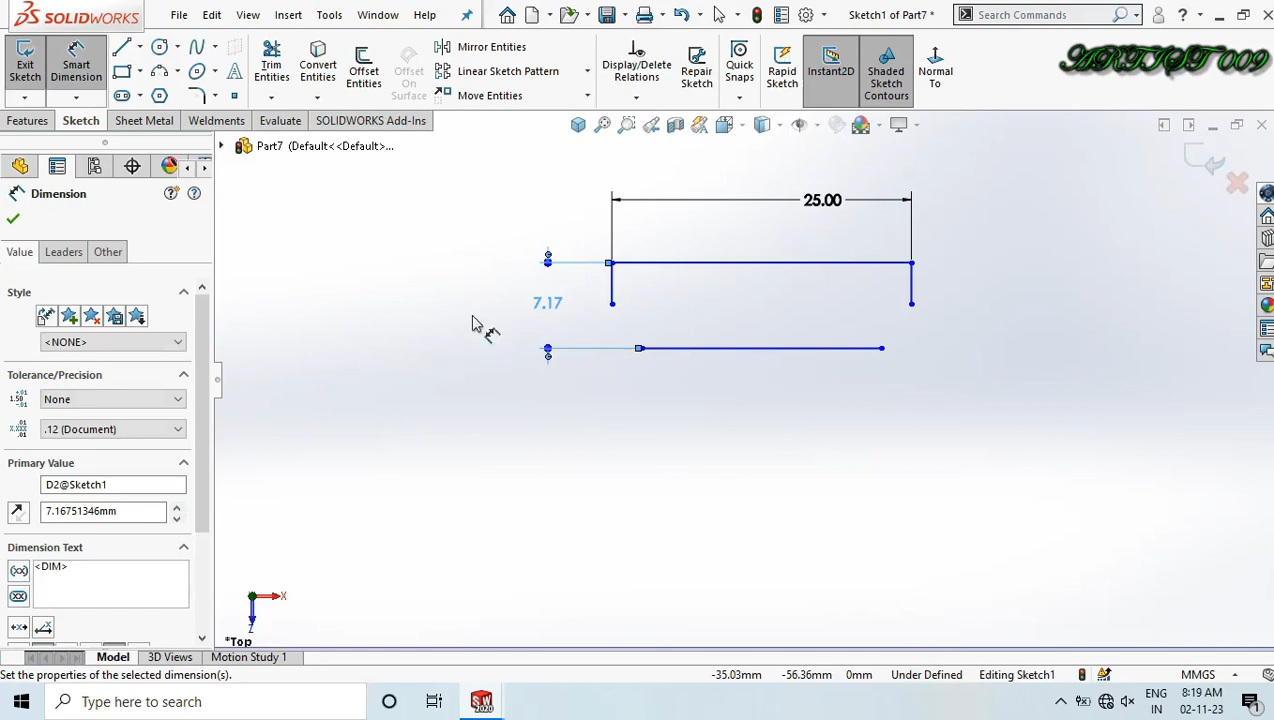 SOLIDWORKS File Edit View Insert Tools Window Help Sketch1 of Part7 * Search Commands ?
ARTIST 009
Exit Sketch
Smart Dimension
Trim Entities
Convert Entities
Offset Entities
Offset On Surface
Mirror Entities
Linear Sketch Pattern
Move Entities
Display/Delete Relations
Repair Sketch
Quick Snaps
Rapid Sketch
Instant2D
Shaded Sketch Contours
Normal To
Features Sketch Sheet Metal Weldments Evaluate SOLIDWORKS Add-Ins
Part7 (Default<<Default>...
Dimension
Value Leaders Other
Style
<NONE>
Tolerance/Precision
None
.12 (Document)
Primary Value
D2@Sketch1
7.16751346mm
Dimension Text
<DIM>
25.00
7.17
X
Z
*Top
Model 3D Views Motion Study 1
Set the properties of the selected dimension(s). -35.03mm -56.36mm 0mm Under Defined Editing Sketch1 MMGS
Type here to search
ENG
IN
8:19 AM
02-11-23